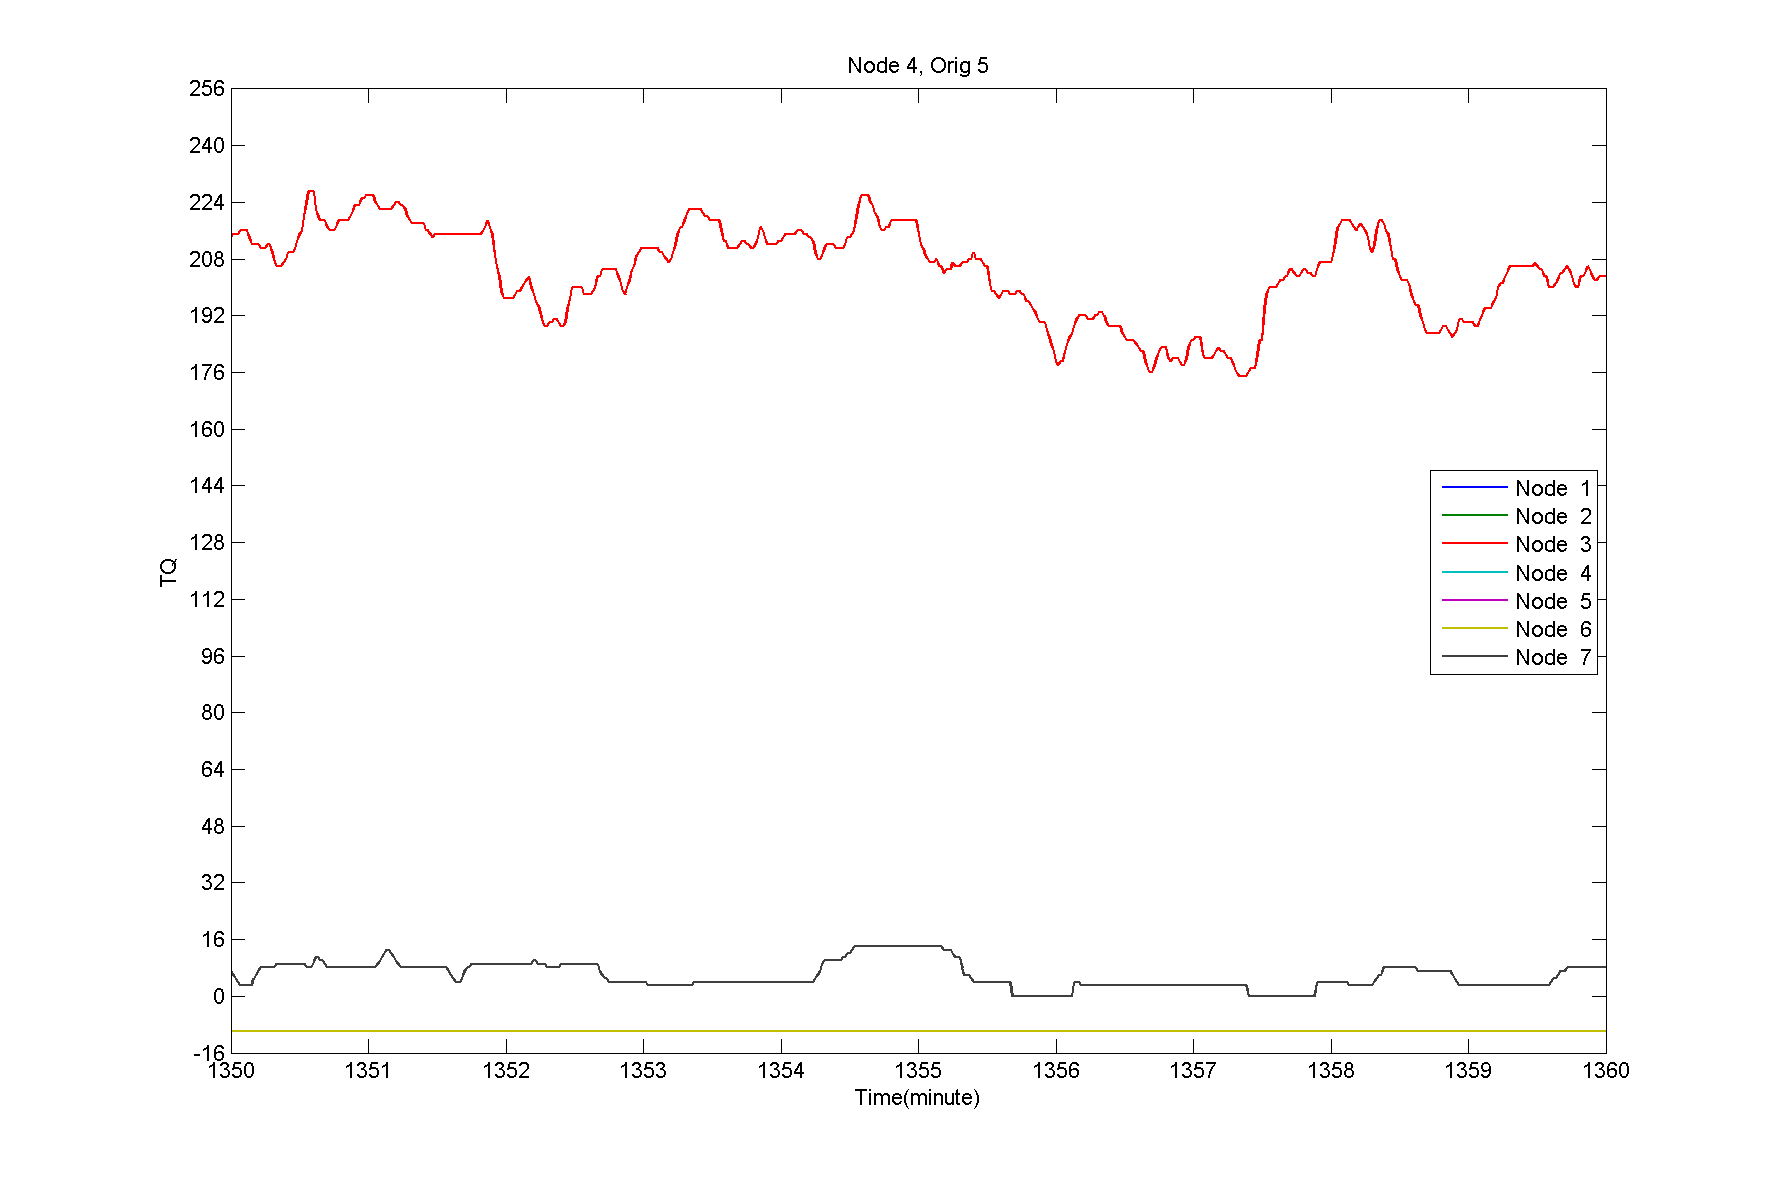 Node 4, Orig 5
256
240
224
208
192
176
160
144
128
112
96
80
64
48
32
16
0
-16
TQ
Node 1
Node 2
Node 3
Node 4
Node 5
Node 6
Node 7
1350 1351 1352 1353 1354 1355 1356 1357 1358 1359 1360
Time(minute)